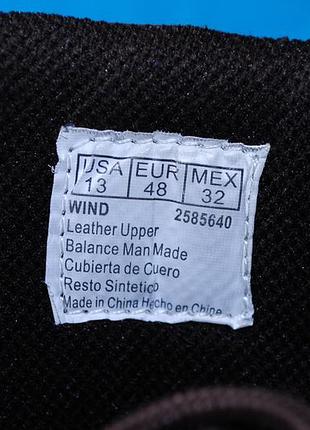 USA EUR MEX
13 48 32
WIND 2585640
Leather Upper
Balance Man Made
Cubierta de Cuero
Resto Sintetico
Made in China Hecho en Chine